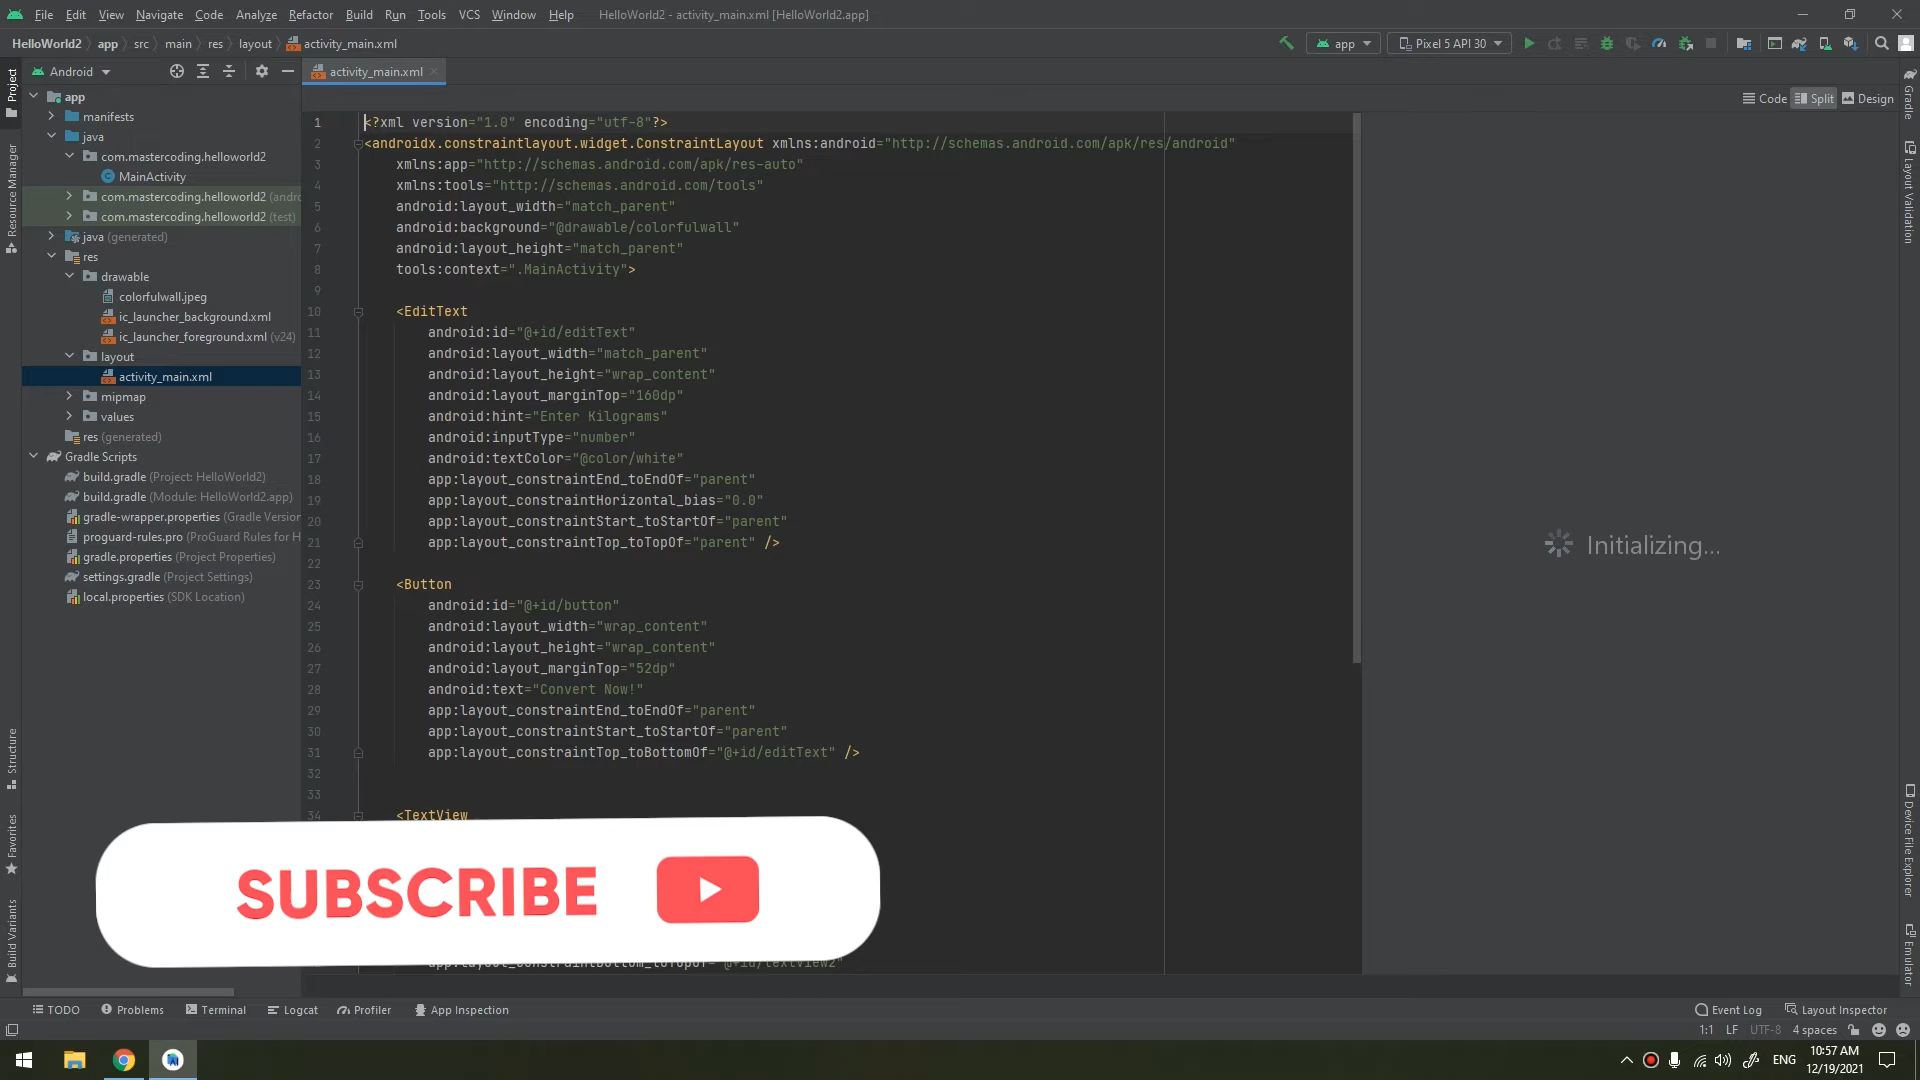 File Edit View Navigate Code Analyze Refactor Build Run Tools VCS Window Help HelloWorld2 - activity_main.xml [HelloWorld2.app]
HelloWorld2 app src main res layout activity_main.xml app Pixel 5 API 30
Android activity_main.xml
Code Split Design
Project
Resource Manager
Structure
Favorites
Build Variants
app
manifests
java
com.mastercoding.helloworld2
MainActivity
com.mastercoding.helloworld2 (andro
com.mastercoding.helloworld2 (test)
java (generated)
res
drawable
colorfulwall.jpeg
ic_launcher_background.xml
ic_launcher_foreground.xml (v24)
layout
activity_main.xml
mipmap
values
res (generated)
Gradle Scripts
build.gradle (Project: HelloWorld2)
build.gradle (Module: HelloWorld2.app)
gradle-wrapper.properties (Gradle Version
proguard-rules.pro (ProGuard Rules for H
gradle.properties (Project Properties)
settings.gradle (Project Settings)
local.properties (SDK Location)
1 <?xml version="1.0" encoding="utf-8"?>
2 <androidx.constraintlayout.widget.ConstraintLayout xmlns:android="http://schemas.android.com/apk/res/android"
3 xmlns:app="http://schemas.android.com/apk/res-auto"
4 xmlns:tools="http://schemas.android.com/tools"
5 android:layout_width="match_parent"
6 android:background="@drawable/colorfulwall"
7 android:layout_height="match_parent"
8 tools:context=".MainActivity">
9
10 <EditText
11 android:id="@+id/editText"
12 android:layout_width="match_parent"
13 android:layout_height="wrap_content"
14 android:layout_marginTop="160dp"
15 android:hint="Enter Kilograms"
16 android:inputType="number"
17 android:textColor="@color/white"
18 app:layout_constraintEnd_toEndOf="parent"
19 app:layout_constraintHorizontal_bias="0.0"
20 app:layout_constraintStart_toStartOf="parent"
21 app:layout_constraintTop_toTopOf="parent" />
22
23 <Button
24 android:id="@+id/button"
25 android:layout_width="wrap_content"
26 android:layout_height="wrap_content"
27 android:layout_marginTop="52dp"
28 android:text="Convert Now!"
29 app:layout_constraintEnd_toEndOf="parent"
30 app:layout_constraintStart_toStartOf="parent"
31 app:layout_constraintTop_toBottomOf="@+id/editText" />
32
33
34 <TextView
SUBSCRIBE
Initializing...
Gradle
Layout Validation
Device File Explorer
Emulator
TODO Problems Terminal Logcat Profiler App Inspection Event Log Layout Inspector
1:1 LF UTF-8 4 spaces
AI ENG 10:57 AM
12/19/2021